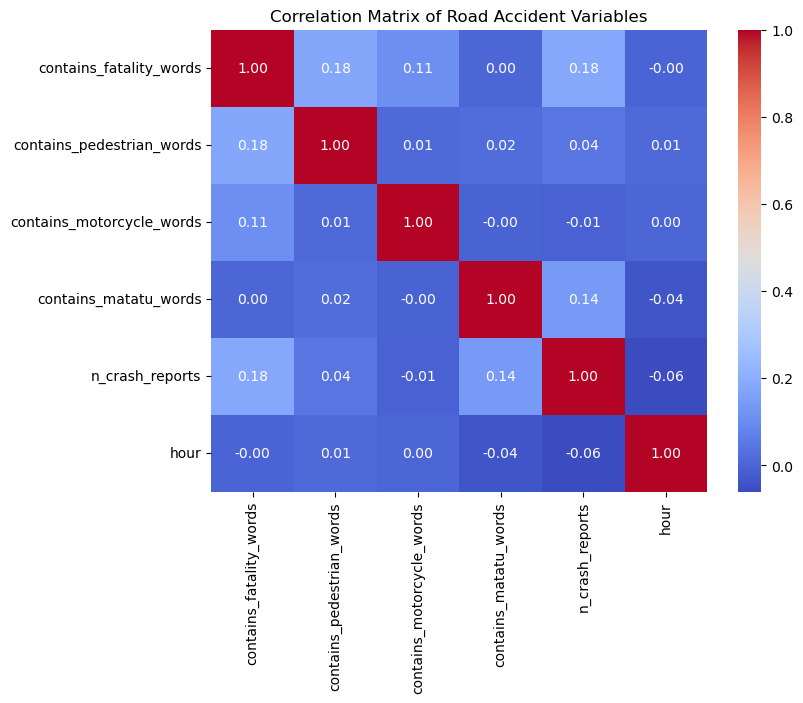 Correlation Matrix of Road Accident Variables
contains_fatality_words 1.00 0.18 0.11 0.00 0.18 -0.00
contains_pedestrian_words 0.18 1.00 0.01 0.02 0.04 0.01
contains_motorcycle_words 0.11 0.01 1.00 -0.00 -0.01 0.00
contains_matatu_words 0.00 0.02 -0.00 1.00 0.14 -0.04
n_crash_reports 0.18 0.04 -0.01 0.14 1.00 -0.06
hour -0.00 0.01 0.00 -0.04 -0.06 1.00
contains_fatality_words
contains_pedestrian_words
contains_motorcycle_words
contains_matatu_words
n_crash_reports
hour
1.0
0.8
0.6
0.4
0.2
0.0